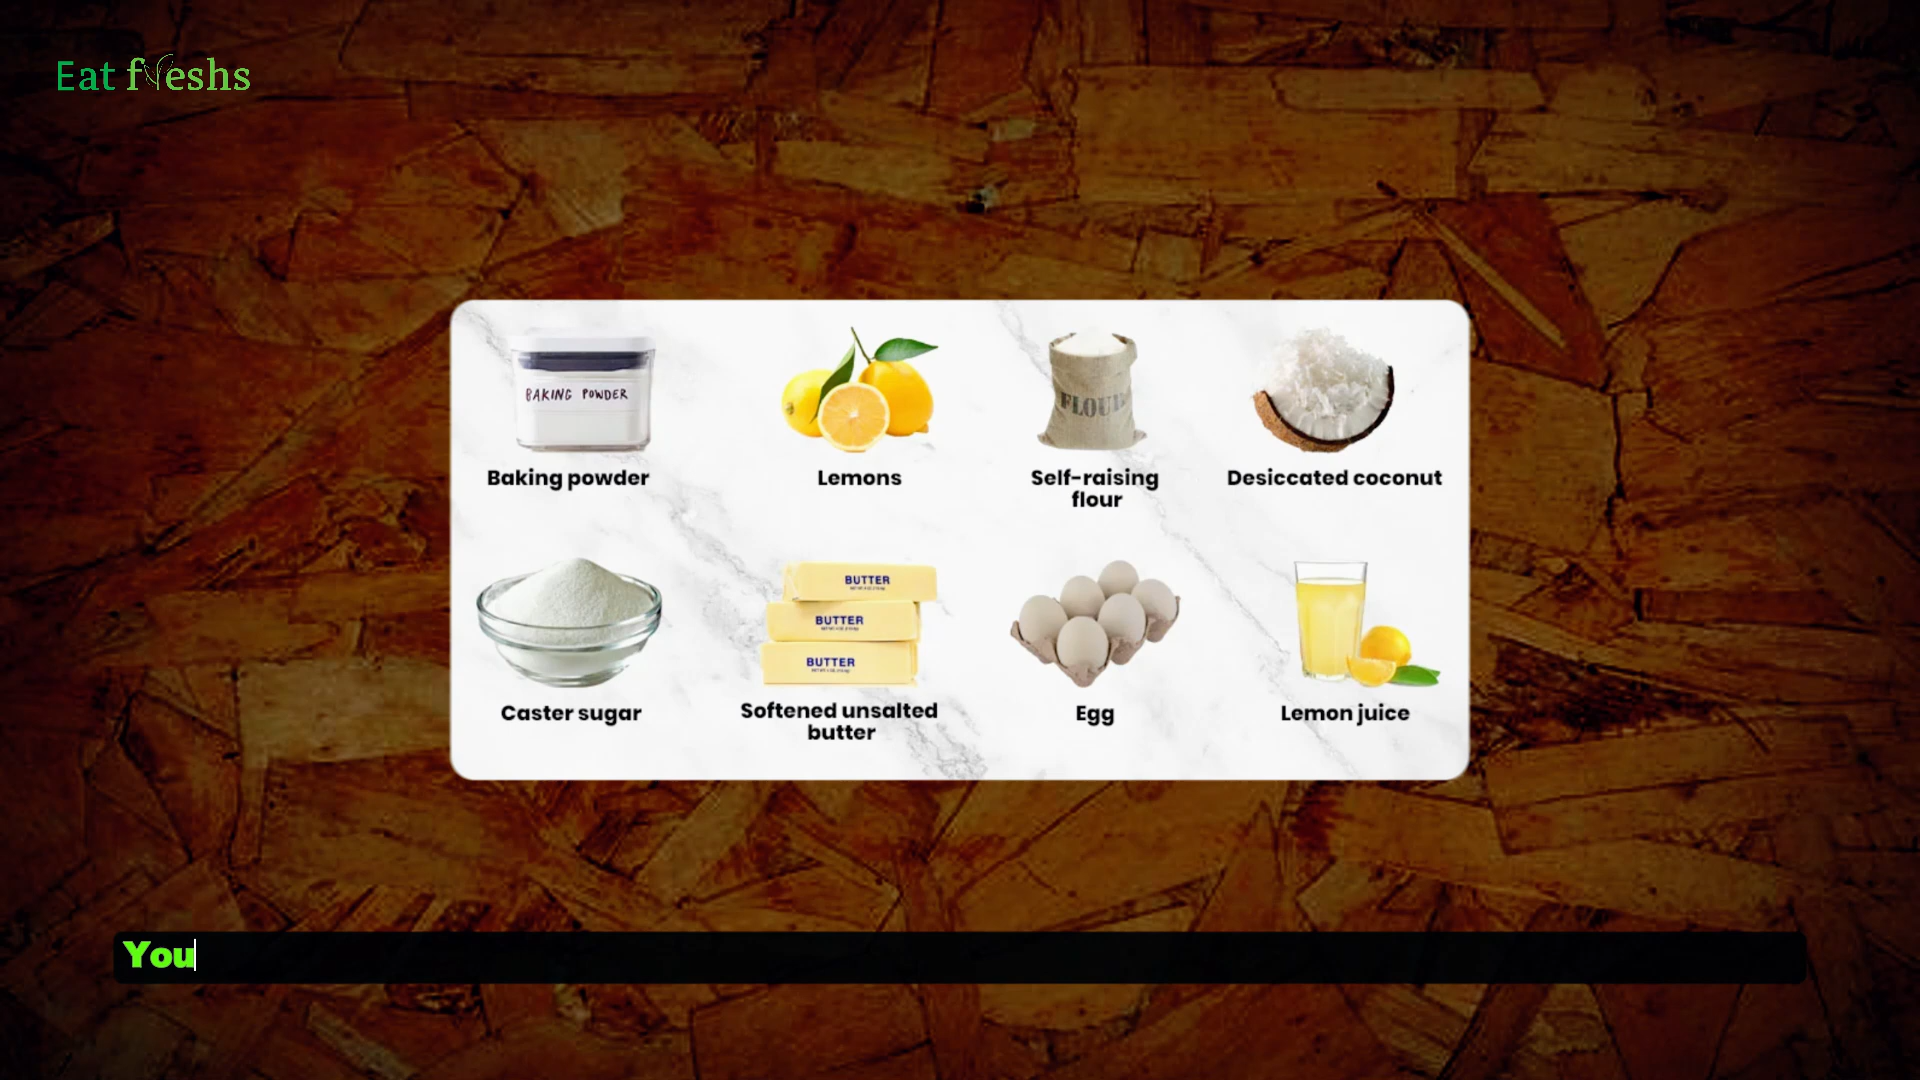 Eat freshs
BAKING POWDER
FLOUR
Baking powder
Lemons
Self-raising
flour
Desiccated coconut
BUTTER
BUTTER
BUTTER
Caster sugar
Softened unsalted
butter
Egg
Lemon juice
You